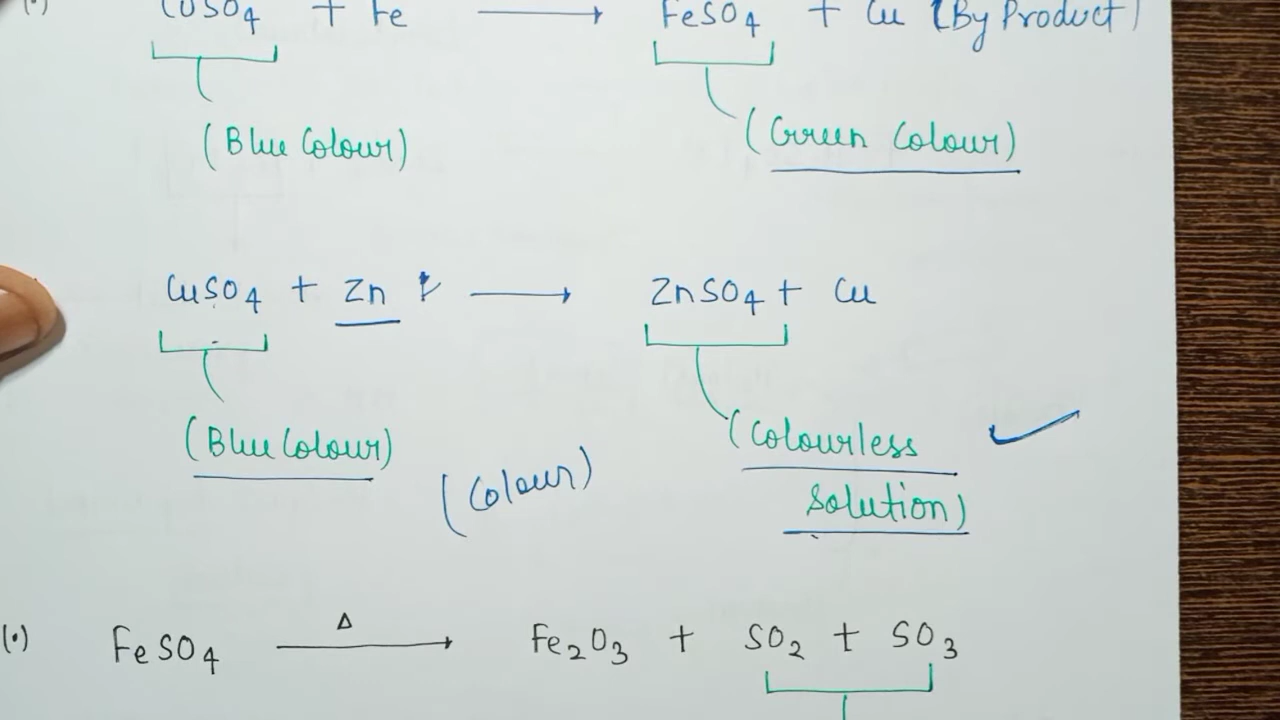 (•) CuSO4 + Fe ⟶ FeSO4 + Cu (By Product)
(Blue Colour) (Green Colour)
CuSO4 + Zn ⟶ ZnSO4 + Cu
(Blue Colour) (Colour) (Colourless
Solution)
(•) FeSO4 Δ⟶ Fe2O3 + SO2 + SO3